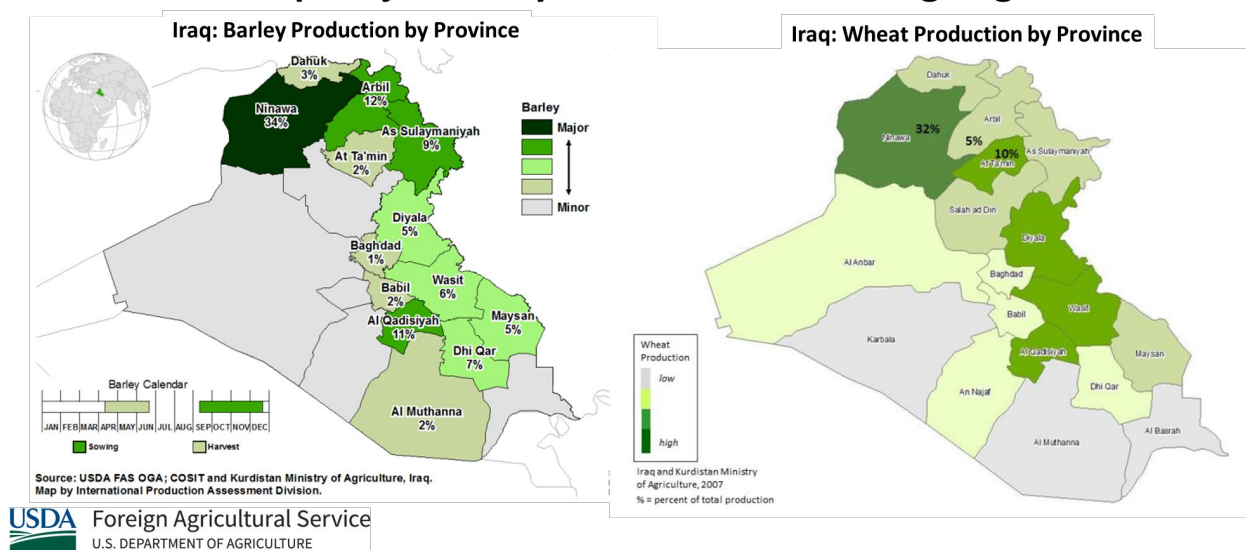 Iraq: Barley Production by Province
Dahuk
3%
Arbil
12%
Ninawa
34%
As Sulaymaniyah
9%
At Ta'min
2%
Diyala
5%
Baghdad
1%
Wasit
6%
Babil
2%
Al Qadisiyah
11%
Maysan
5%
Dhi Qar
7%
Al Muthanna
2%
Barley
Major
Minor
Barley Calendar
JAN FEB MAR APR MAY JUN JUL AUG SEP OCT NOV DEC
Sowing
Harvest
Source: USDA FAS OGA; COSIT and Kurdistan Ministry of Agriculture, Iraq.
Map by International Production Assessment Division.
USDA
Foreign Agricultural Service
U.S. DEPARTMENT OF AGRICULTURE
Iraq: Wheat Production by Province
Dahuk
Ninawa 32%
Arbil
5%
10%
At Ta'min
As Sulaymaniyah
Salah ad Din
Diyala
Al Anbar
Baghdad
Wasit
Babil
Karbala
Al Qadisiyah
Maysan
An Najaf
Dhi Qar
Al Muthanna
Al Basrah
Wheat
Production
low
high
Iraq and Kurdistan Ministry
of Agriculture, 2007
% = percent of total production